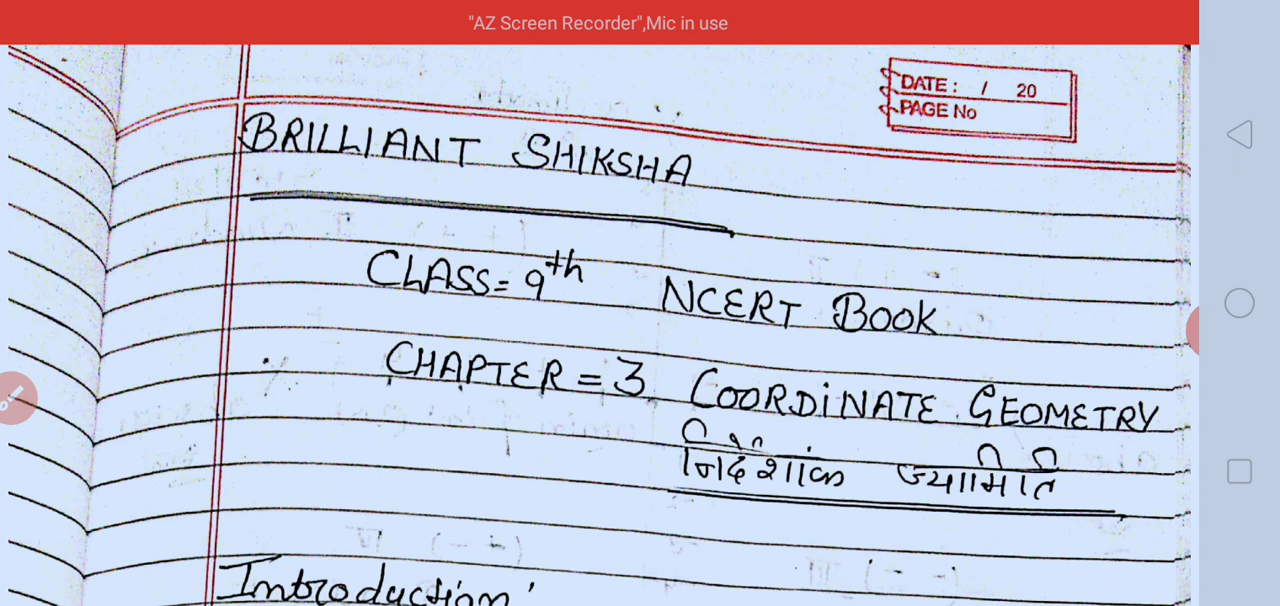 "AZ Screen Recorder",Mic in use
DATE: / 20
PAGE No
BRILLIANT SHIKSHA
CLASS = 9th NCERT BOOK
CHAPTER = 3 COORDINATE GEOMETRY
निर्देशांक ज्यामिति
Introduction: